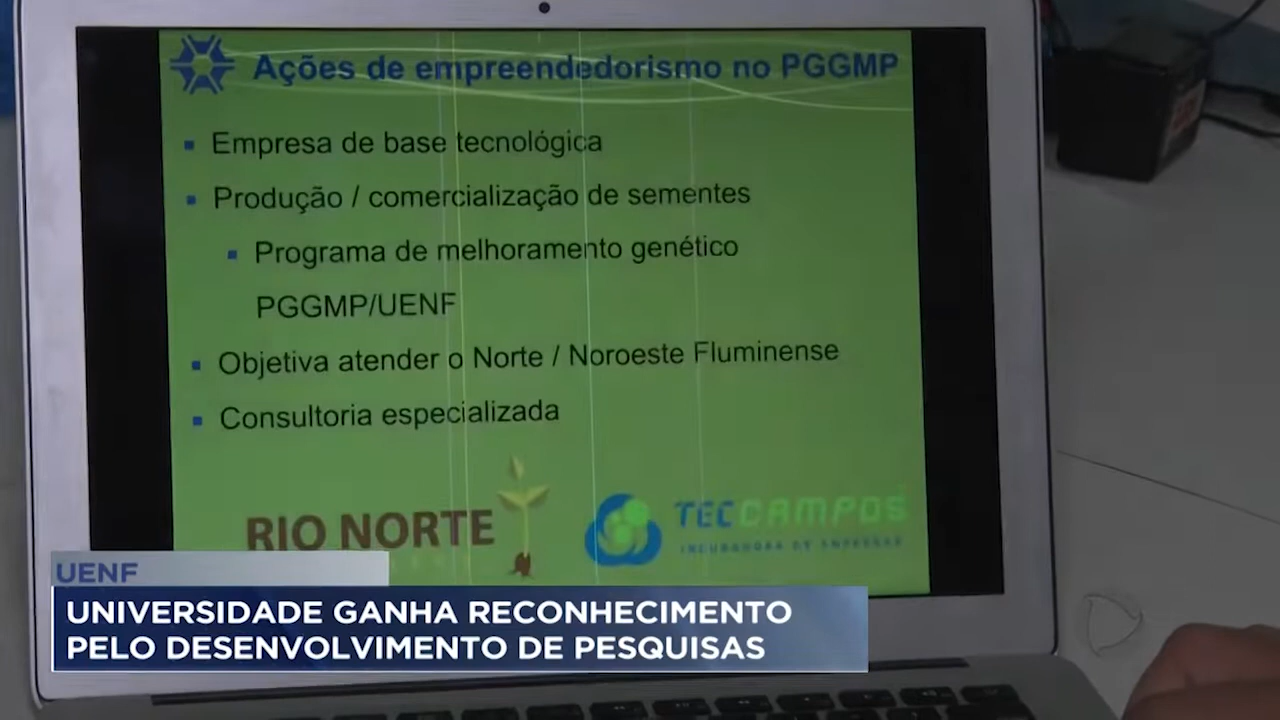 Ações de empreendedorismo no PGGMP
Empresa de base tecnológica
Produção / comercialização de sementes
Programa de melhoramento genético
PGGMP/UENF
Objetiva atender o Norte / Noroeste Fluminense
Consultoria especializada
RIO NORTE
TEC CAMPOS
INCUBADORA DE EMPRESAS
UENF
UNIVERSIDADE GANHA RECONHECIMENTO
PELO DESENVOLVIMENTO DE PESQUISAS